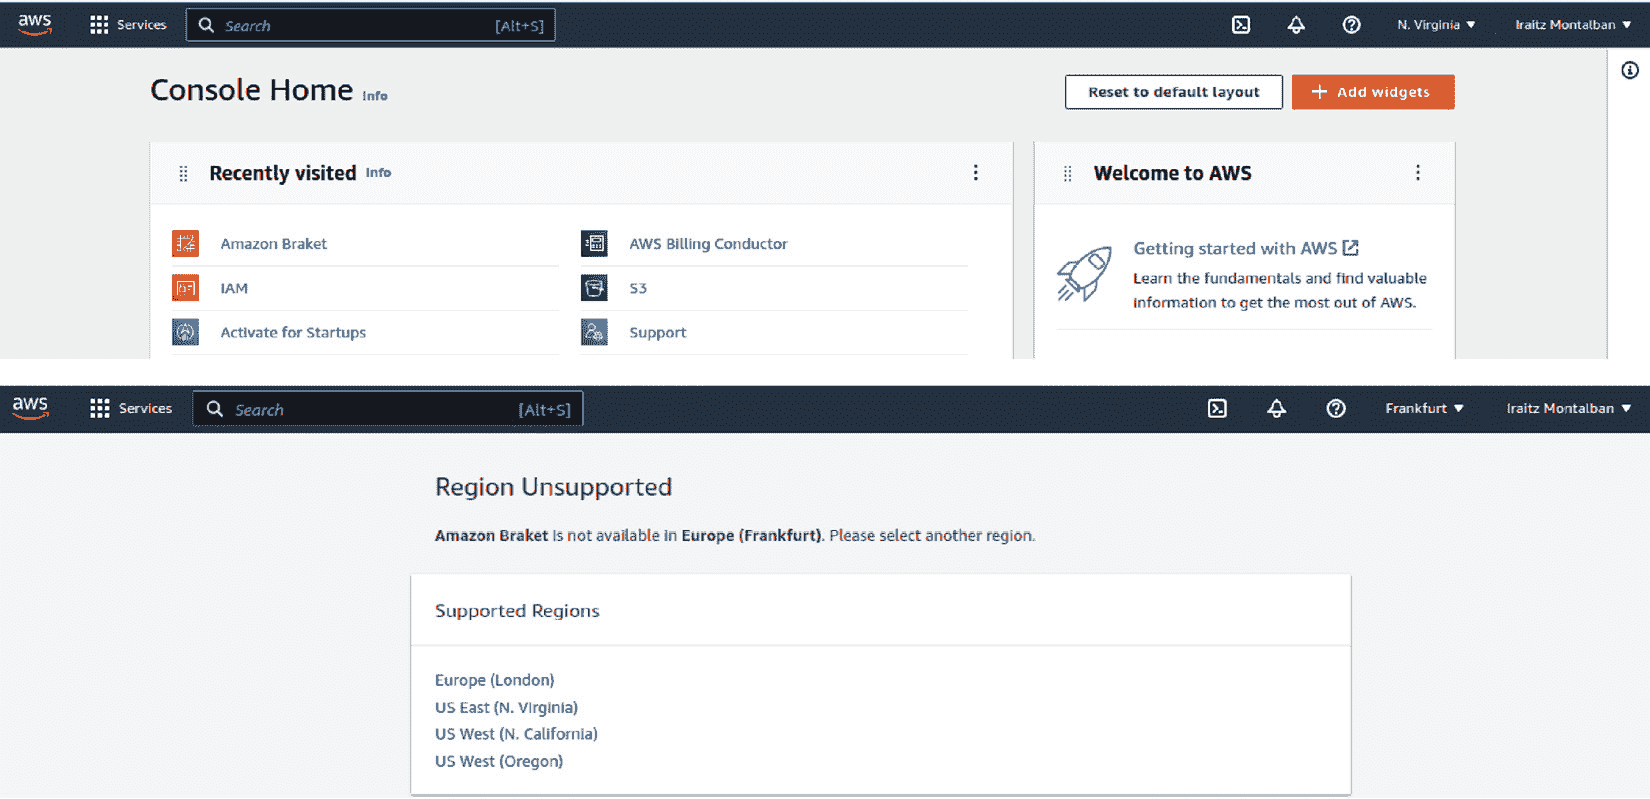 aws Services Search [Alt+S] N. Virginia Iraitz Montalban
Console Home Info Reset to default layout + Add widgets
Recently visited Info
Welcome to AWS
Amazon Braket AWS Billing Conductor
IAM S3
Activate for Startups Support
Getting started with AWS
Learn the fundamentals and find valuable
information to get the most out of AWS.
aws Services Search [Alt+S] Frankfurt Iraitz Montalban
Region Unsupported
Amazon Braket is not available in Europe (Frankfurt). Please select another region.
Supported Regions
Europe (London)
US East (N. Virginia)
US West (N. California)
US West (Oregon)